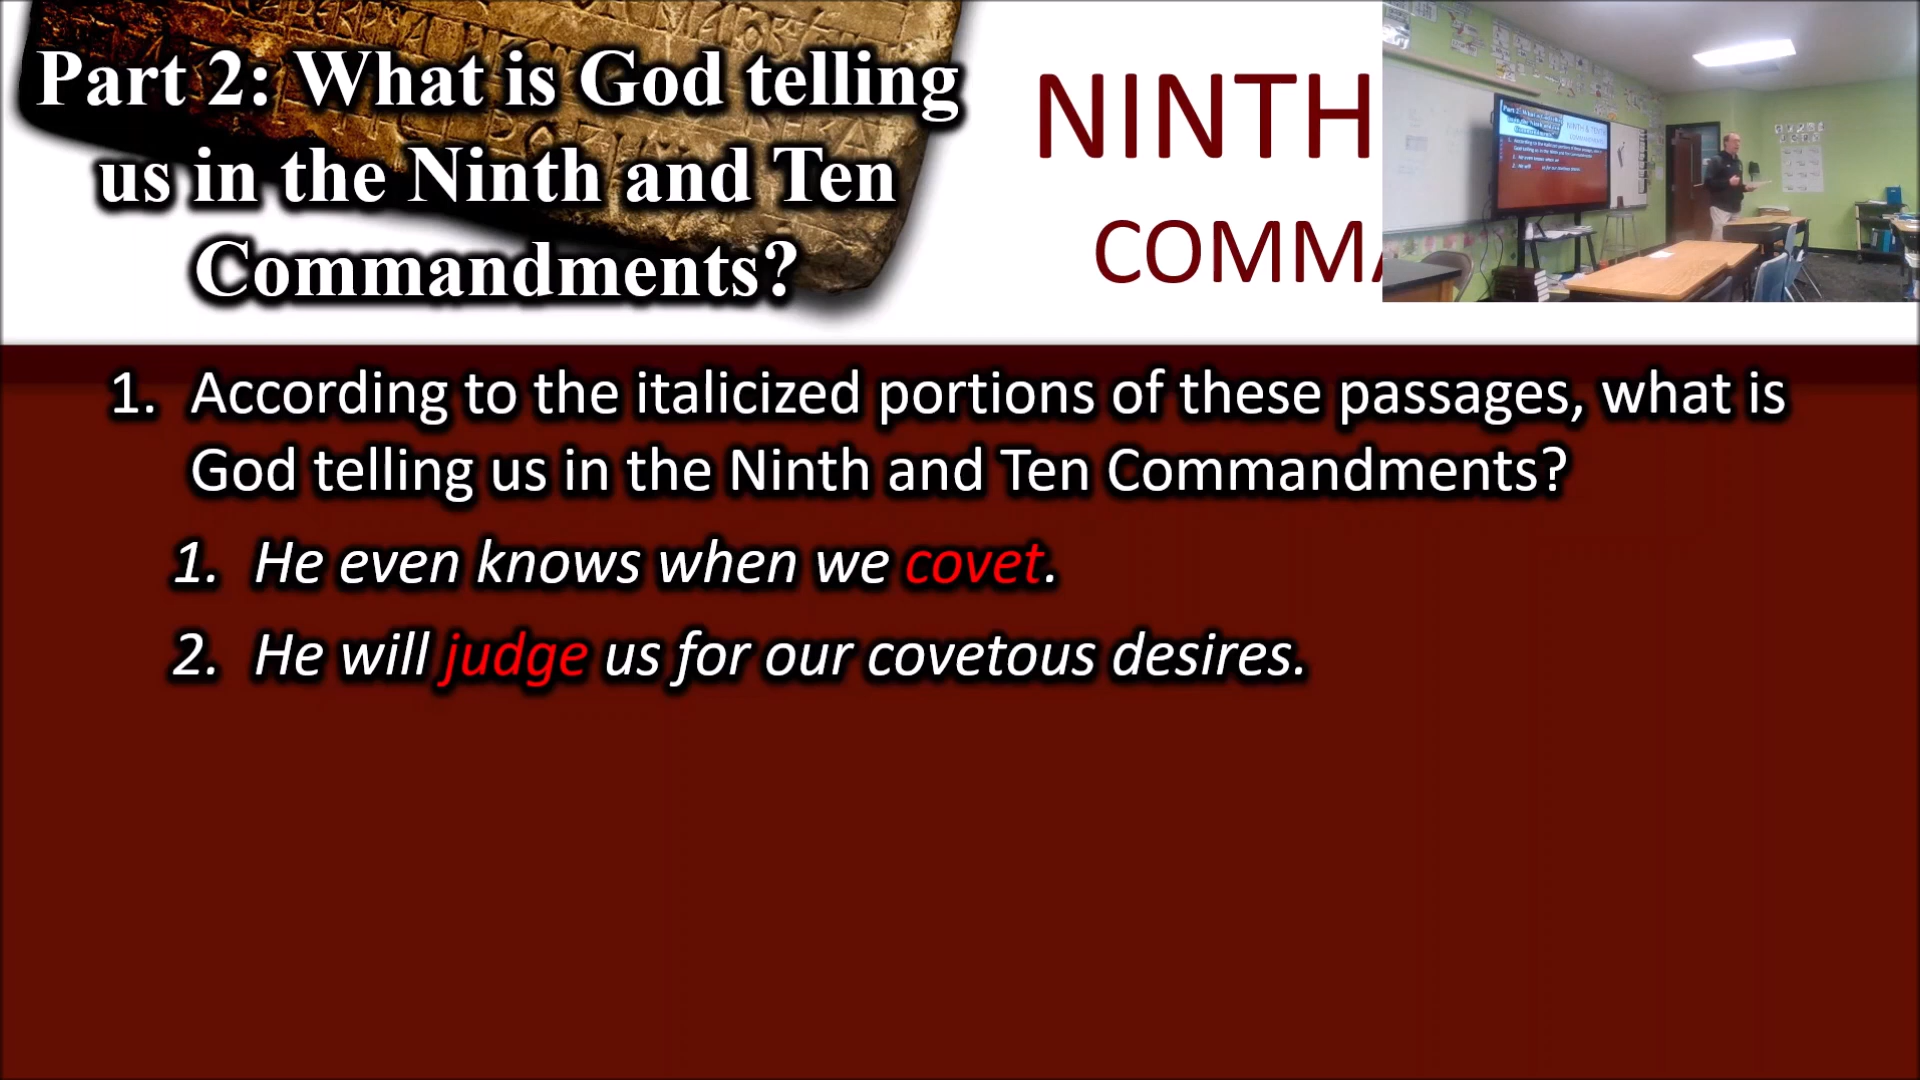 Part 2: What is God telling
us in the Ninth and Ten
Commandments?
NINTH
COMM
1. According to the italicized portions of these passages, what is
God telling us in the Ninth and Ten Commandments?
1. He even knows when we covet.
2. He will judge us for our covetous desires.